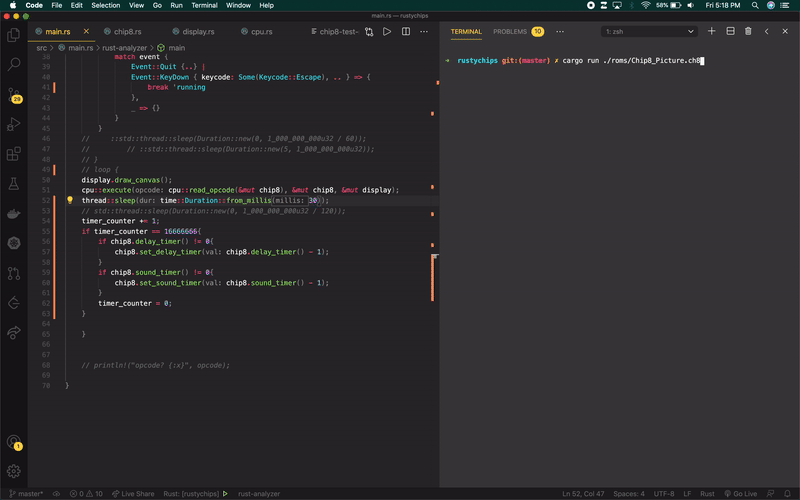 Code File Edit Selection View Go Run Terminal Window Help 58% Fri 5:18 PM
main.rs — rustychips
main.rs chip8.rs display.rs cpu.rs chip8-test-
TERMINAL PROBLEMS 10 ... 1: zsh
src > main.rs > rust-analyzer > main
rustychips git:(master) ✗ cargo run ./roms/Chip8_Picture.ch8
38 match event {
Event::Quit {..} |
40 Event::KeyDown { keycode: Some(Keycode::Escape), .. } => {
41 break 'running
42 },
43 _ => {}
44 }
45 }
46 // ::std::thread::sleep(Duration::new(0, 1_000_000_000u32 / 60));
47 // // ::std::thread::sleep(Duration::new(5, 1_000_000_000u32));
48 // }
49 // loop {
50 display.draw_canvas();
51 cpu::execute(opcode: cpu::read_opcode(&mut chip8), &mut chip8, &mut display);
52 thread::sleep(dur: time::Duration::from_millis(millis: 30));
53 // std::thread::sleep(Duration::new(0, 1_000_000_000u32 / 120));
54 timer_counter += 1;
55 if timer_counter == 16666666{
56 if chip8.delay_timer() != 0{
57 chip8.set_delay_timer(val: chip8.delay_timer() - 1);
58 }
59 if chip8.sound_timer() != 0{
60 chip8.set_sound_timer(val: chip8.sound_timer() - 1);
61 }
62 timer_counter = 0;
63 }
64
65 }
66
67
68 // println!("opcode? {:x}", opcode);
69
70 }
29
1
master* 0 10 Live Share Rust: [rustychips] rust-analyzer Ln 52, Col 47 Spaces: 4 UTF-8 LF Rust Go Live